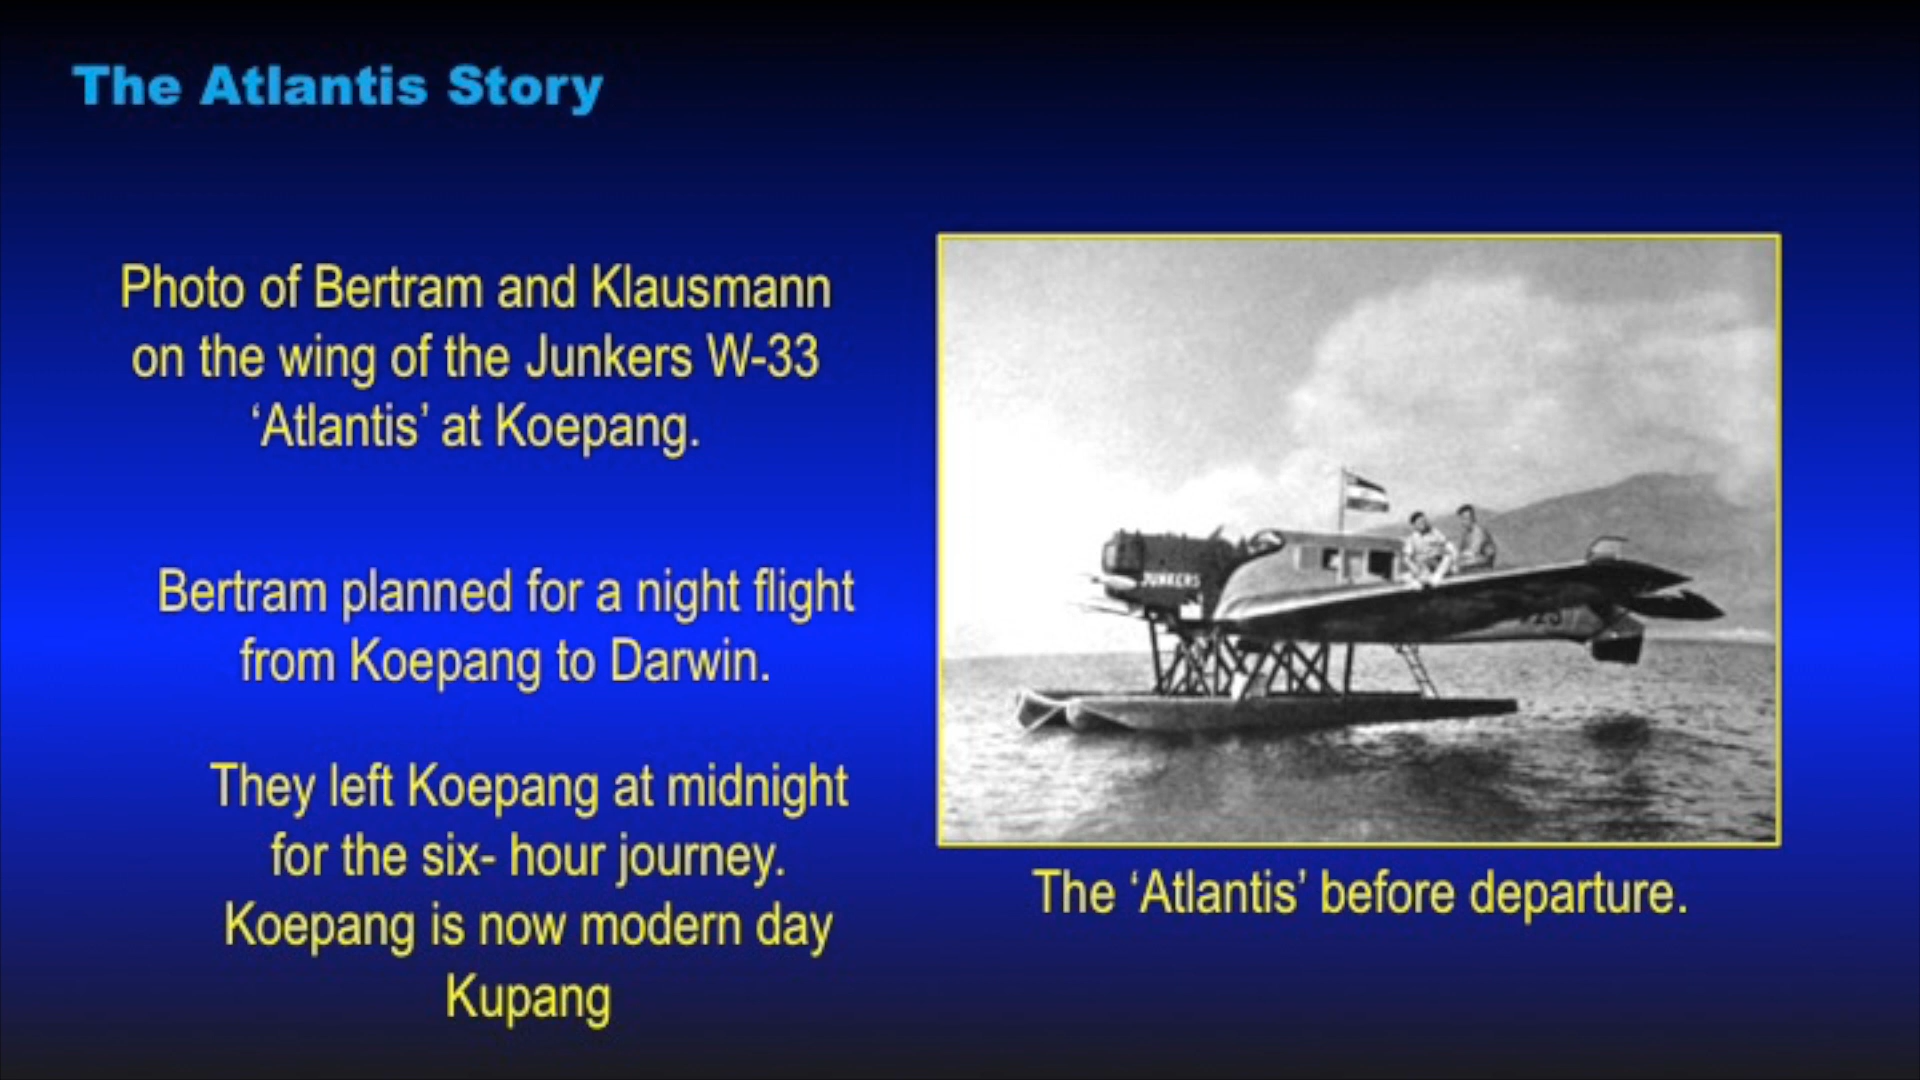 The Atlantis Story
Photo of Bertram and Klausmann
on the wing of the Junkers W-33
‘Atlantis’ at Koepang.
Bertram planned for a night flight
from Koepang to Darwin.
They left Koepang at midnight
for the six- hour journey.
Koepang is now modern day
Kupang
JUNKERS
The ‘Atlantis’ before departure.